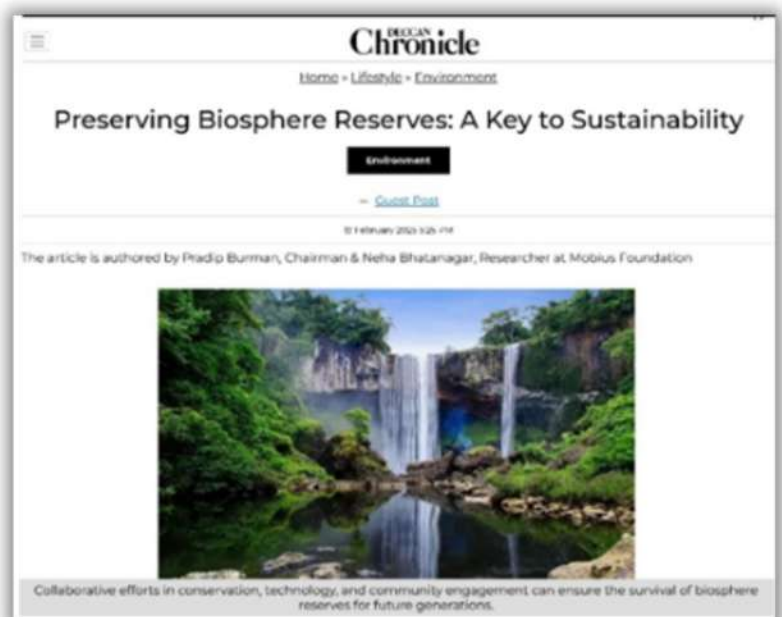 DECCAN
Chronicle
Home » Lifestyle » Environment
Preserving Biosphere Reserves: A Key to Sustainability
Environment
Guest Post
February
The article is authored by Pradip Burman, Chairman & Neha Bhatanagar, Researcher at Mobius Foundation
Collaborative efforts in conservation, technology, and community engagement can ensure the survival of biosphere
reserves for future generations.